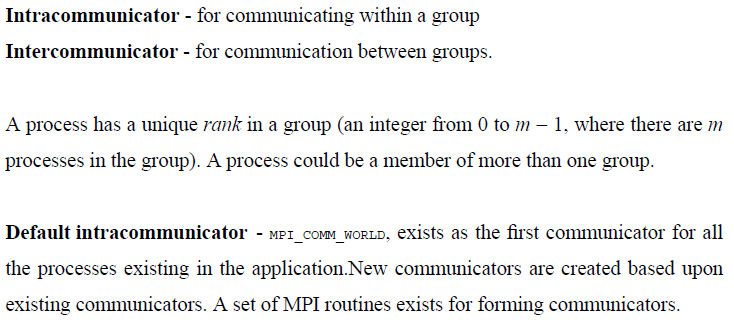 Intracommunicator - for communicating within a group
Intercommunicator - for communication between groups.
A process has a unique rank in a group (an integer from 0 to m – 1, where there are m
processes in the group). A process could be a member of more than one group.
Default intracommunicator - MPI_COMM_WORLD, exists as the first communicator for all
the processes existing in the application.New communicators are created based upon
existing communicators. A set of MPI routines exists for forming communicators.